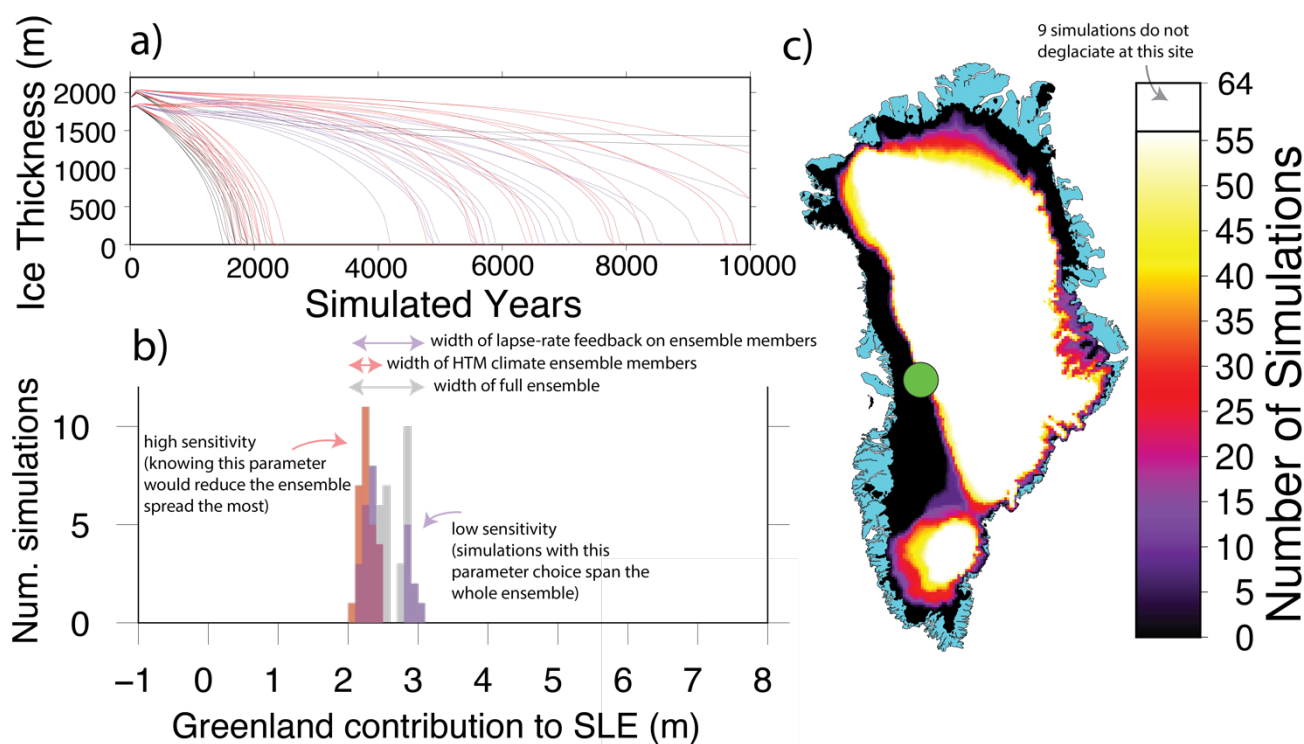 a)
Ice Thickness (m)
2000
1500
1000
500
0
0
2000
4000
6000
8000
10000
Simulated Years
b)
width of lapse-rate feedback on ensemble members
width of HTM climate ensemble members
width of full ensemble
Num. simulations
10
5
0
high sensitivity
(knowing this parameter
would reduce the ensemble
spread the most)
low sensitivity
(simulations with this
parameter choice span the
whole ensemble)
−1
0
1
2
3
4
5
6
7
8
Greenland contribution to SLE (m)
c)
9 simulations do not
deglaciate at this site
64
55
50
45
40
35
30
25
20
15
10
5
0
Number of Simulations